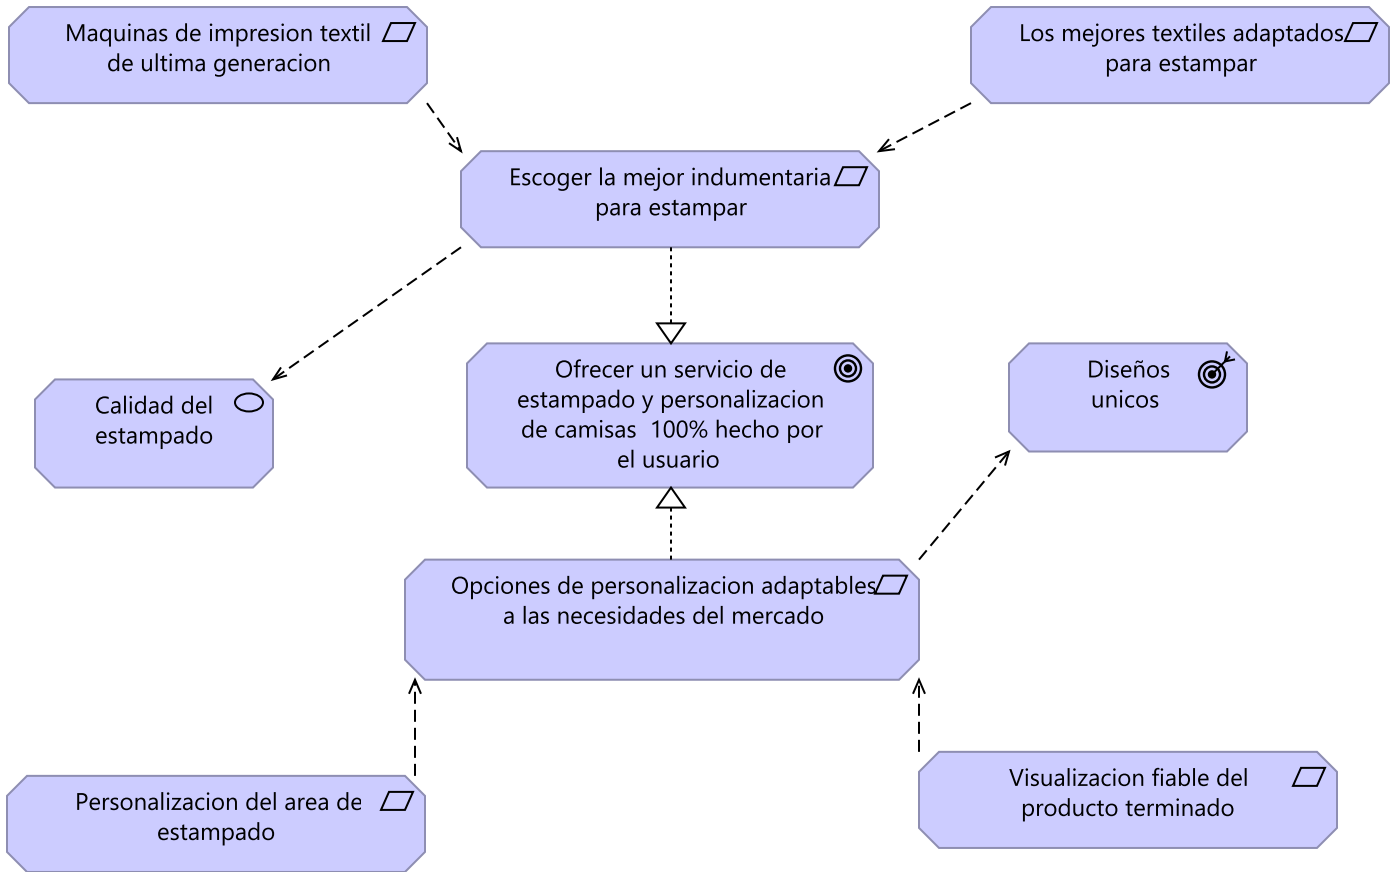 Maquinas de impresion textil
de ultima generacion
Los mejores textiles adaptados
para estampar
Escoger la mejor indumentaria
para estampar
Ofrecer un servicio de
estampado y personalizacion
de camisas  100% hecho por
el usuario
Diseños
unicos
Calidad del
estampado
Opciones de personalizacion adaptables
a las necesidades del mercado
Personalizacion del area de
estampado
Visualizacion fiable del
producto terminado